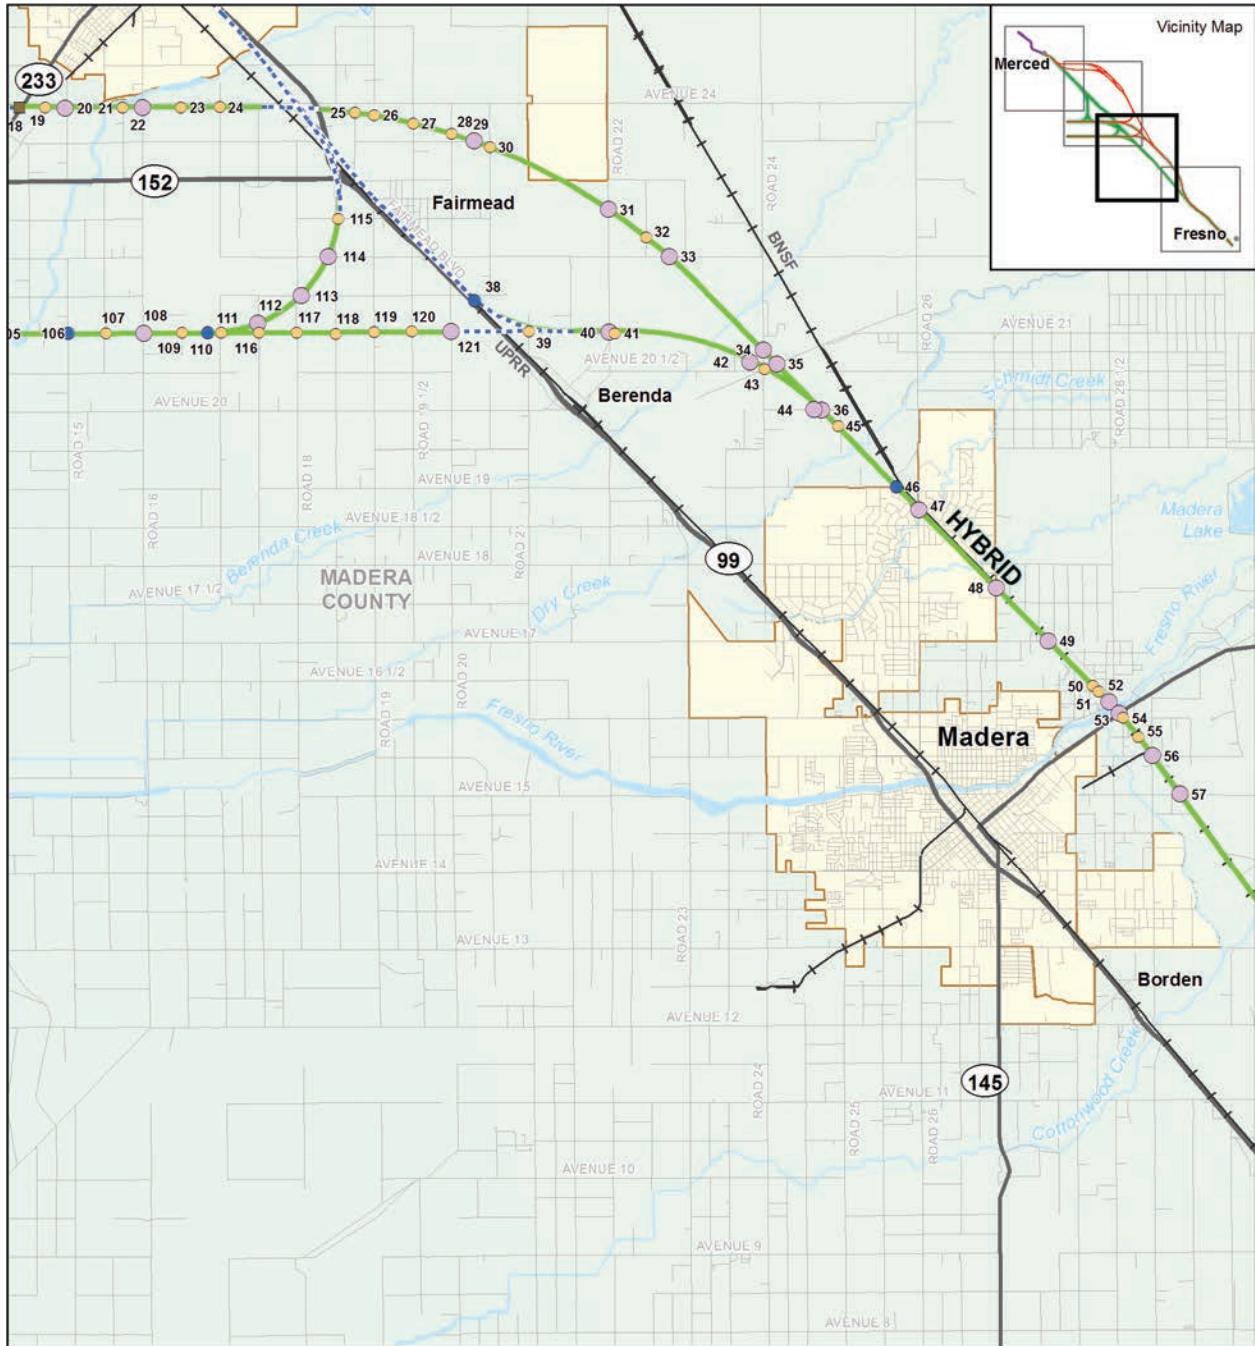 Vicinity Map
Merced
Fresno
233
AVENUE 24
18
19
20
21
22
23
24
25
26
27
28
29
30
ROAD 22
ROAD 24
152
Fairmead
FAIRMEAD BLVD
BNSF
31
32
33
115
114
113
112
38
ROAD 26
AVENUE 21
05
106
107
108
109
110
111
116
117
118
119
120
121
39
40
41
UPRR
AVENUE 20 1/2
34
35
42
43
44
36
45
Schmidt Creek
ROAD 28 1/2
Berenda
AVENUE 20
ROAD 15
ROAD 16
ROAD 18
ROAD 19 1/2
AVENUE 19
46
47
HYBRID
Madera
Lake
AVENUE 18 1/2
ROAD 21
AVENUE 18
Berenda Creek
AVENUE 17 1/2
MADERA
COUNTY
Dry Creek
99
48
Fresno River
AVENUE 17
49
AVENUE 16 1/2
ROAD 20
ROAD 19
50
51
52
53
54
55
56
57
Fresno River
Madera
AVENUE 15
AVENUE 14
ROAD 23
AVENUE 13
Borden
AVENUE 12
145
ROAD 24
ROAD 25
ROAD 26
AVENUE 11
Cottonwood Creek
AVENUE 10
AVENUE 9
AVENUE 8